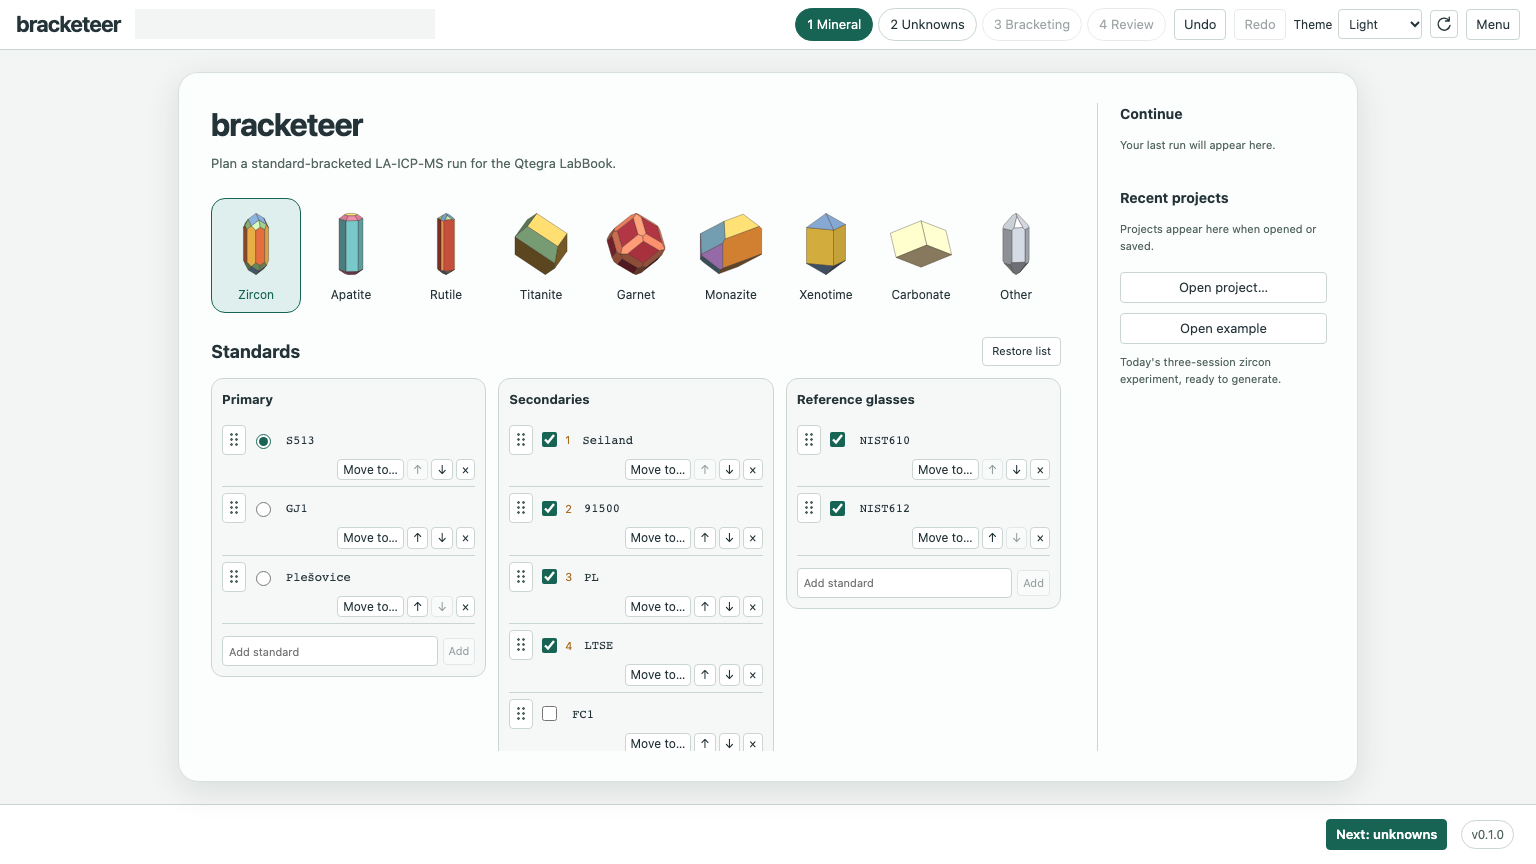 bracketeer
1 Mineral
2 Unknowns
3 Bracketing
4 Review
Undo
Redo
Theme
Light
Menu
bracketeer
Plan a standard-bracketed LA-ICP-MS run for the Qtegra LabBook.
Zircon
Apatite
Rutile
Titanite
Garnet
Monazite
Xenotime
Carbonate
Other
Standards
Restore list
Primary
S513
Move to... ↑ ↓ ×
GJ1
Move to... ↑ ↓ ×
Plešovice
Move to... ↑ ↓ ×
Add standard
Add
Secondaries
1 Seiland
Move to... ↑ ↓ ×
2 91500
Move to... ↑ ↓ ×
3 PL
Move to... ↑ ↓ ×
4 LTSE
Move to... ↑ ↓ ×
FC1
Move to... ↑ ↓ ×
Reference glasses
NIST610
Move to... ↑ ↓ ×
NIST612
Move to... ↑ ↓ ×
Add standard
Add
Continue
Your last run will appear here.
Recent projects
Projects appear here when opened or
saved.
Open project...
Open example
Today's three-session zircon
experiment, ready to generate.
Next: unknowns
v0.1.0